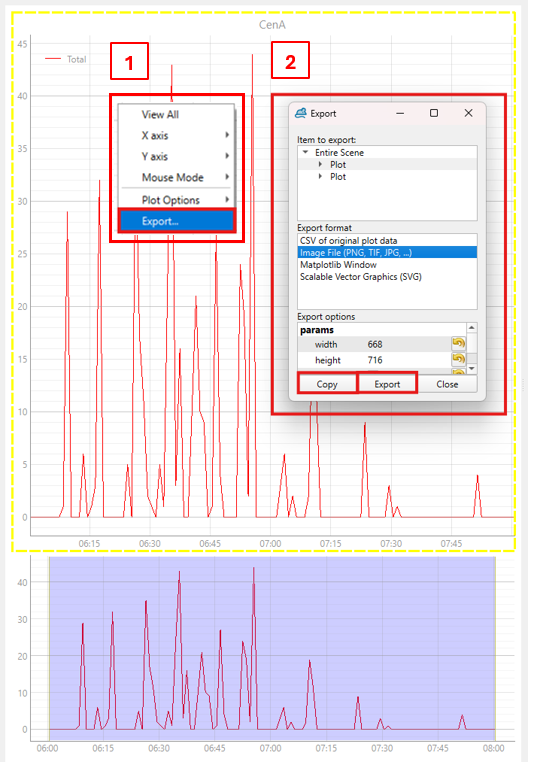 CenA
Total
1
2
View All
X axis
Y axis
Mouse Mode
Plot Options
Export...
Export
Item to export:
Entire Scene
Plot
Plot
Export format
CSV of original plot data
Image File (PNG, TIF, JPG, ...)
Matplotlib Window
Scalable Vector Graphics (SVG)
Export options
params
width 668
height 716
Copy Export Close
45
40
35
30
25
20
15
10
5
0
06:15 06:30 06:45 07:00 07:15 07:30 07:45
40
30
20
10
0
06:00 06:15 06:30 06:45 07:00 07:15 07:30 07:45 08:00